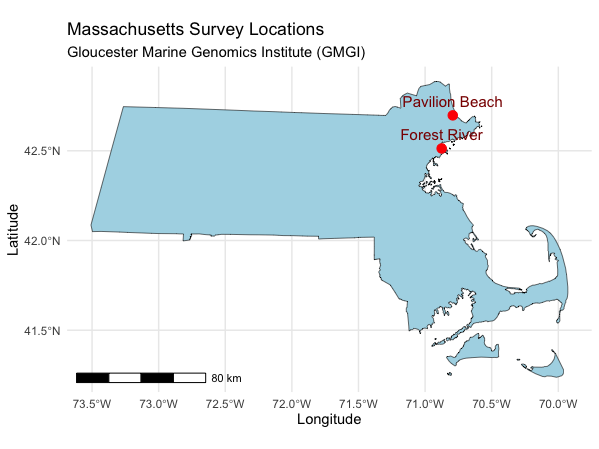 Massachusetts Survey Locations
Gloucester Marine Genomics Institute (GMGI)
Pavilion Beach
Forest River
42.5°N
42.0°N
41.5°N
Latitude
80 km
73.5°W 73.0°W 72.5°W 72.0°W 71.5°W 71.0°W 70.5°W 70.0°W
Longitude